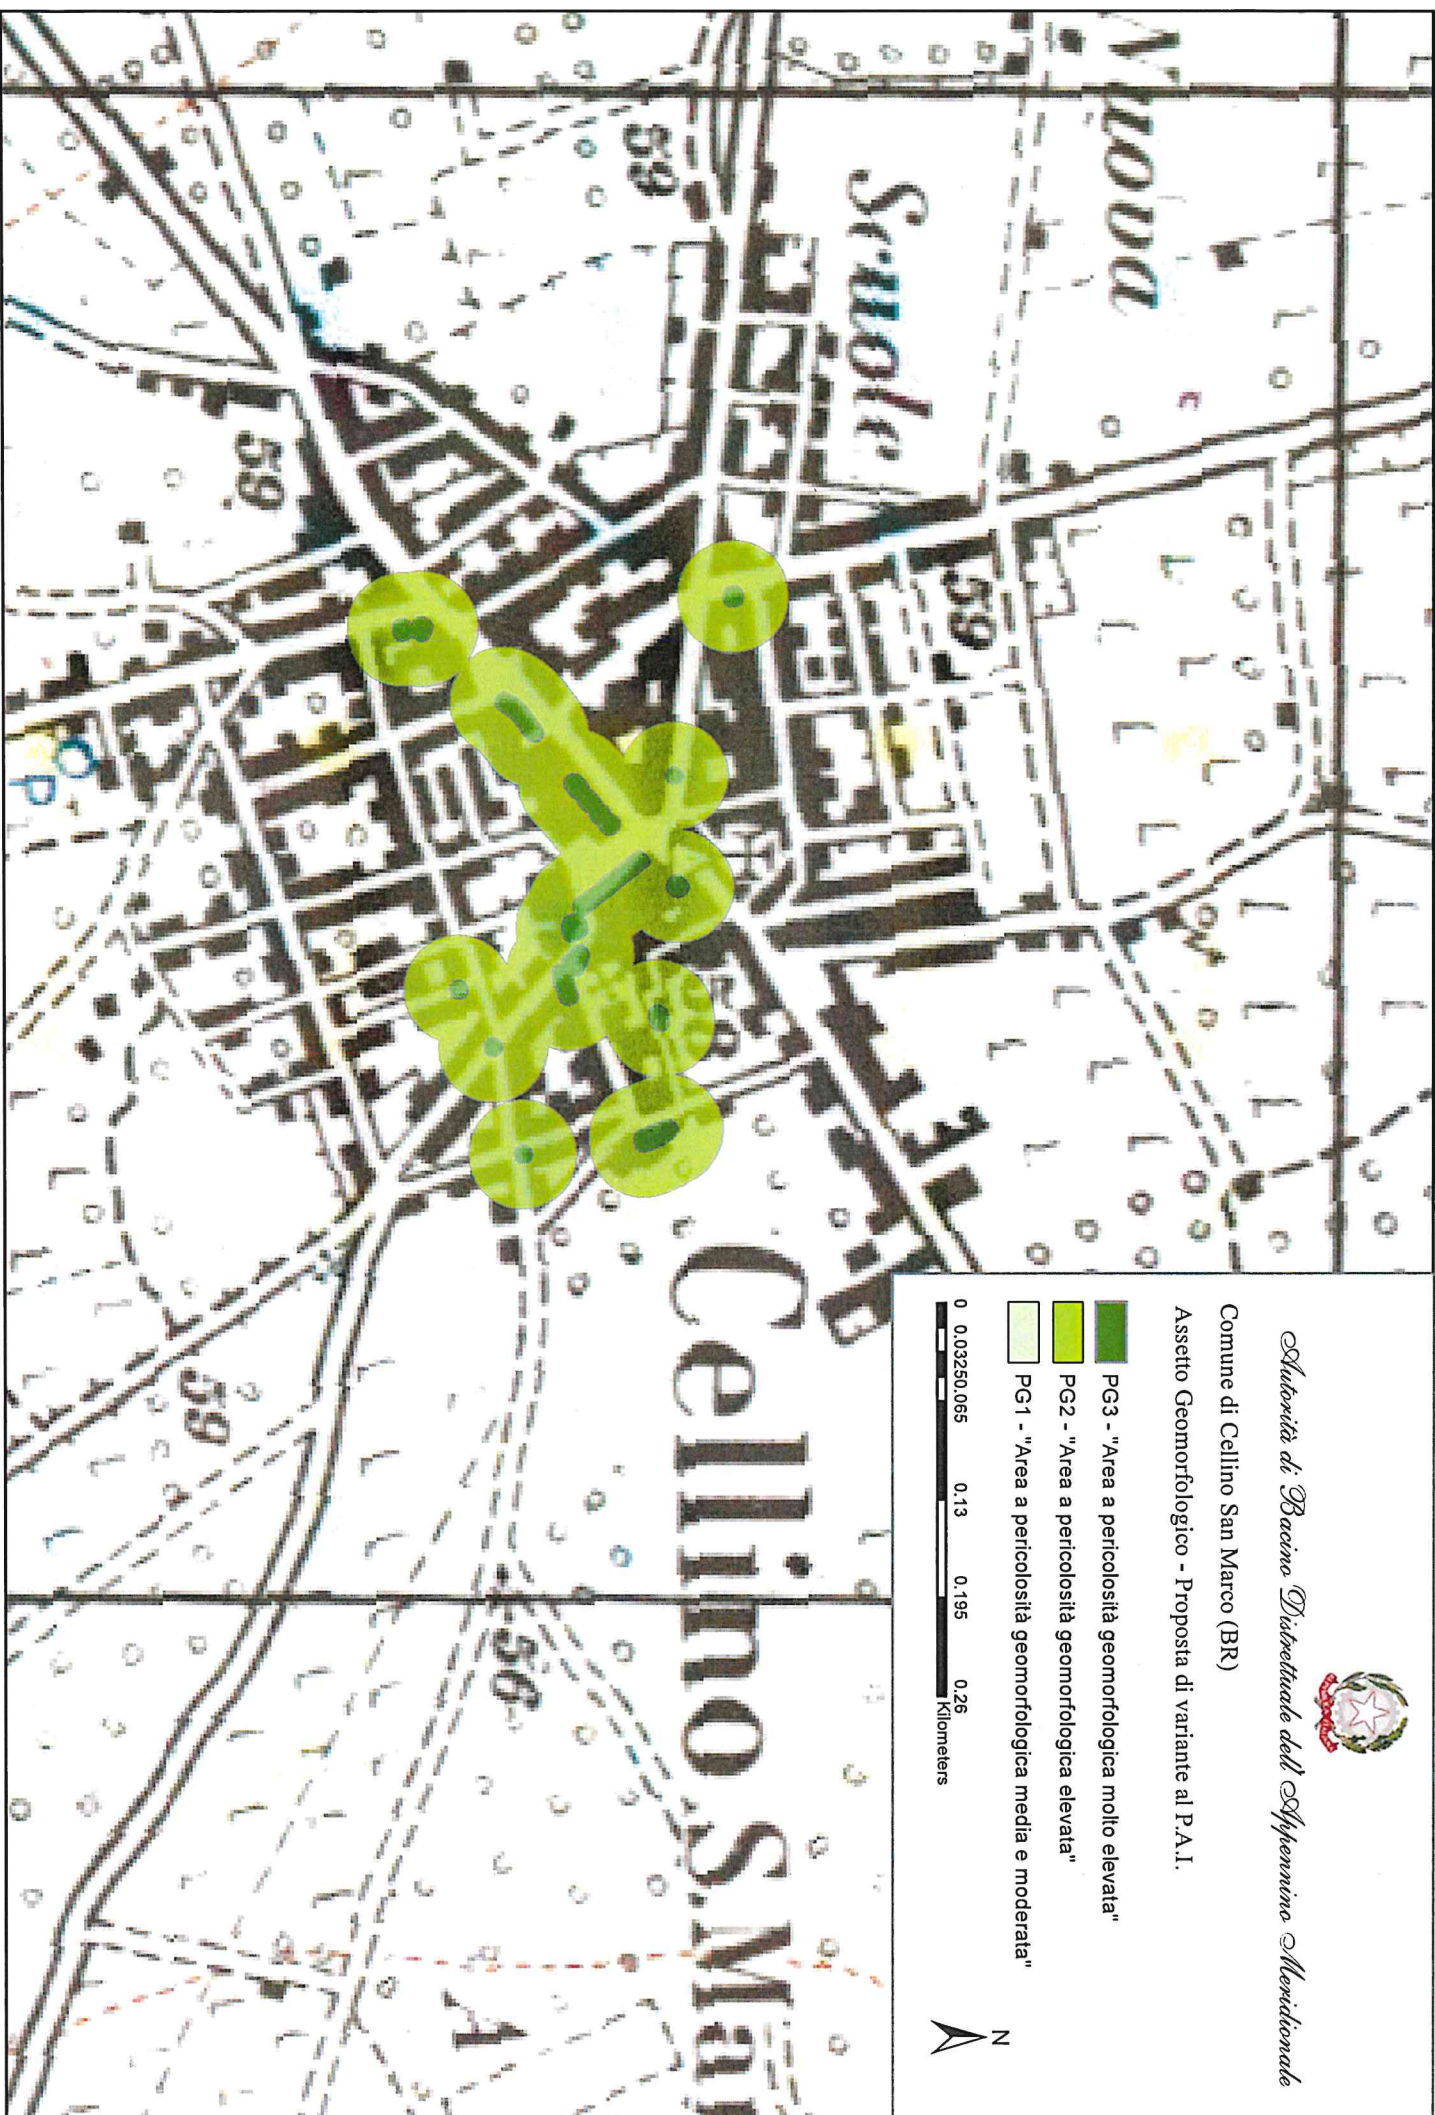 Autorità di Bacino Distrettuale dell'Appennino Meridionale
Comune di Cellino San Marco (BR)
Assetto Geomorfologico - Proposta di variante al P.A.I.
PG3 - "Area a pericolosità geomorfologica molto elevata"
PG2 - "Area a pericolosità geomorfologica elevata"
PG1 - "Area a pericolosità geomorfologica media e moderata"
0 0.03250.065 0.13 0.195 0.26
Kilometers
N
Nuova
Scuole
59
59
59
59
56
Cellino S.Mar
A